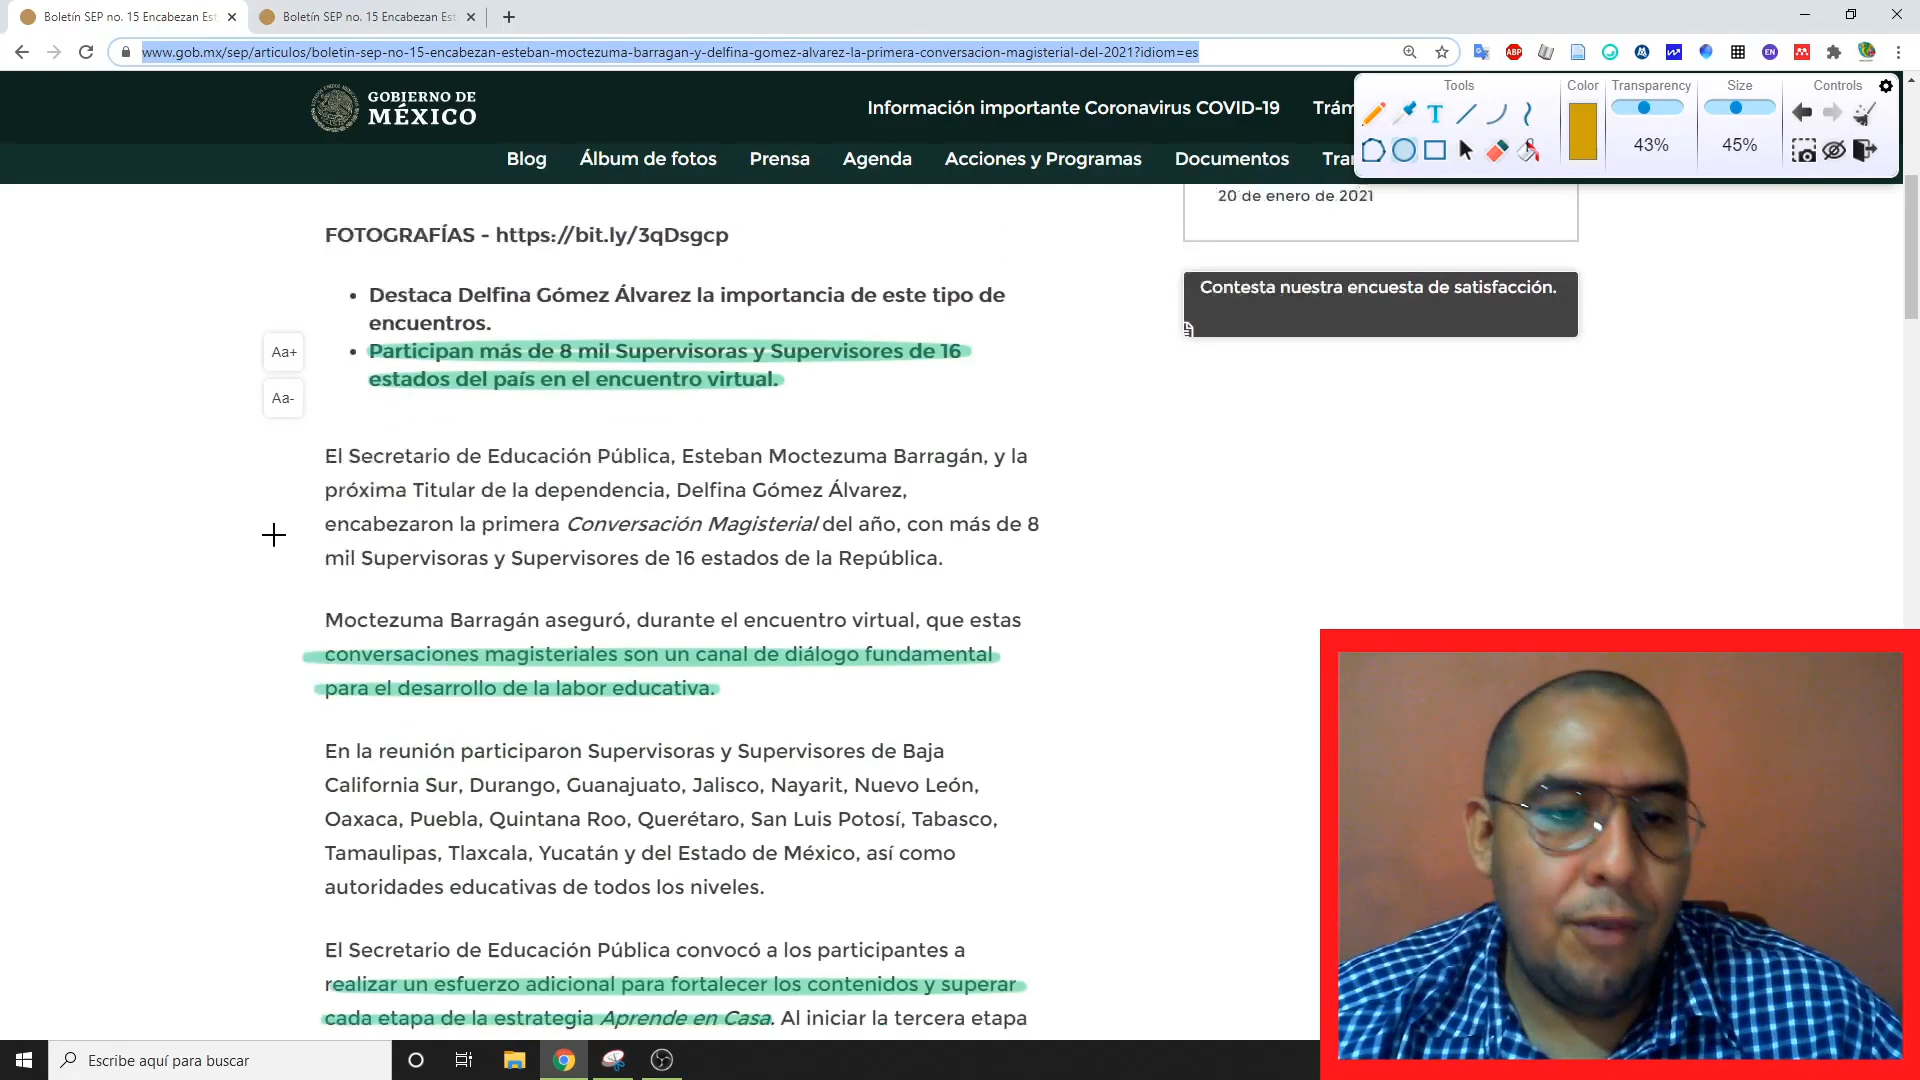 Boletín SEP no. 15 Encabezan Est
Boletín SEP no. 15 Encabezan Est
www.gob.mx/sep/articulos/boletin-sep-no-15-encabezan-esteban-moctezuma-barragan-y-delfina-gomez-alvarez-la-primera-conversacion-magisterial-del-2021?idiom=es
ABP
EN
GOBIERNO DE
MÉXICO
Información importante Coronavirus COVID-19
Trám
Blog
Álbum de fotos
Prensa
Agenda
Acciones y Programas
Documentos
Tran
Tools
Color
Transparency
Size
Controls
T
43%
45%
20 de enero de 2021
FOTOGRAFÍAS - https://bit.ly/3qDsgcp
Contesta nuestra encuesta de satisfacción.
• Destaca Delfina Gómez Álvarez la importancia de este tipo de
encuentros.
• Participan más de 8 mil Supervisoras y Supervisores de 16
estados del país en el encuentro virtual.
Aa+
Aa-
El Secretario de Educación Pública, Esteban Moctezuma Barragán, y la
próxima Titular de la dependencia, Delfina Gómez Álvarez,
encabezaron la primera Conversación Magisterial del año, con más de 8
mil Supervisoras y Supervisores de 16 estados de la República.
Moctezuma Barragán aseguró, durante el encuentro virtual, que estas
conversaciones magisteriales son un canal de diálogo fundamental
para el desarrollo de la labor educativa.
En la reunión participaron Supervisoras y Supervisores de Baja
California Sur, Durango, Guanajuato, Jalisco, Nayarit, Nuevo León,
Oaxaca, Puebla, Quintana Roo, Querétaro, San Luis Potosí, Tabasco,
Tamaulipas, Tlaxcala, Yucatán y del Estado de México, así como
autoridades educativas de todos los niveles.
El Secretario de Educación Pública convocó a los participantes a
realizar un esfuerzo adicional para fortalecer los contenidos y superar
cada etapa de la estrategia Aprende en Casa. Al iniciar la tercera etapa
Escribe aquí para buscar